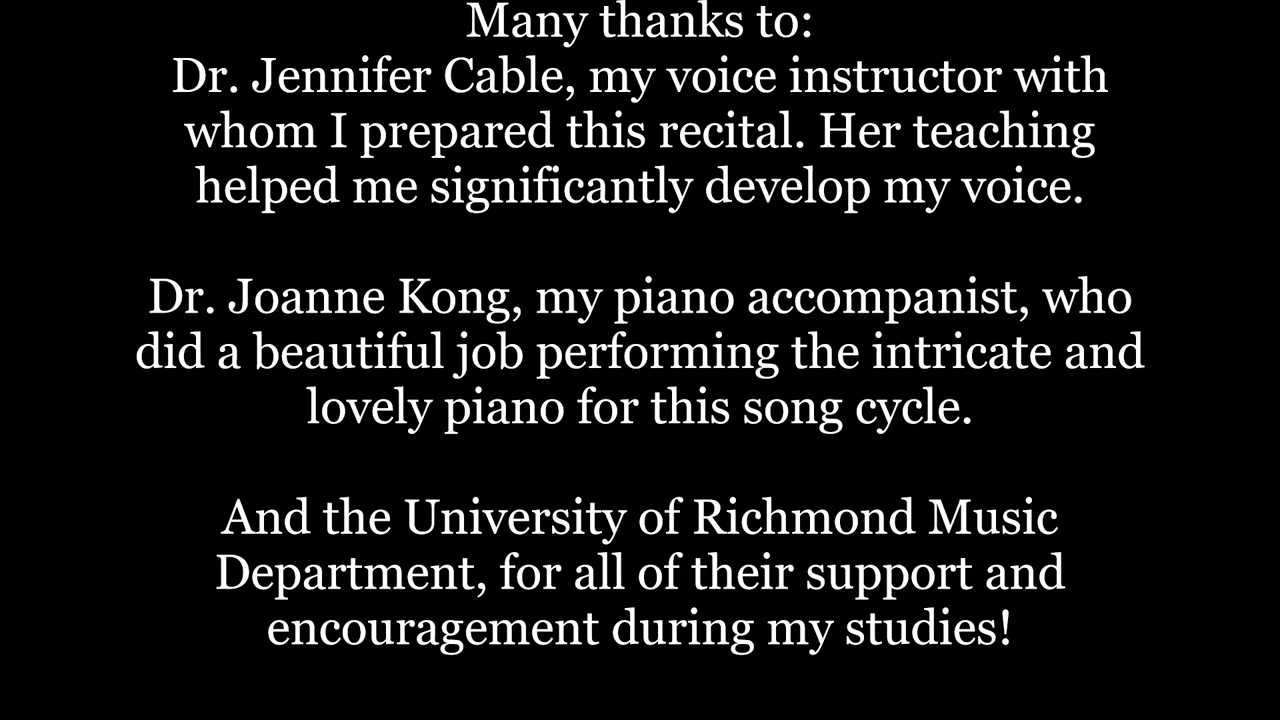 Many thanks to:
Dr. Jennifer Cable, my voice instructor with
whom I prepared this recital. Her teaching
helped me significantly develop my voice.
Dr. Joanne Kong, my piano accompanist, who
did a beautiful job performing the intricate and
lovely piano for this song cycle.
And the University of Richmond Music
Department, for all of their support and
encouragement during my studies!